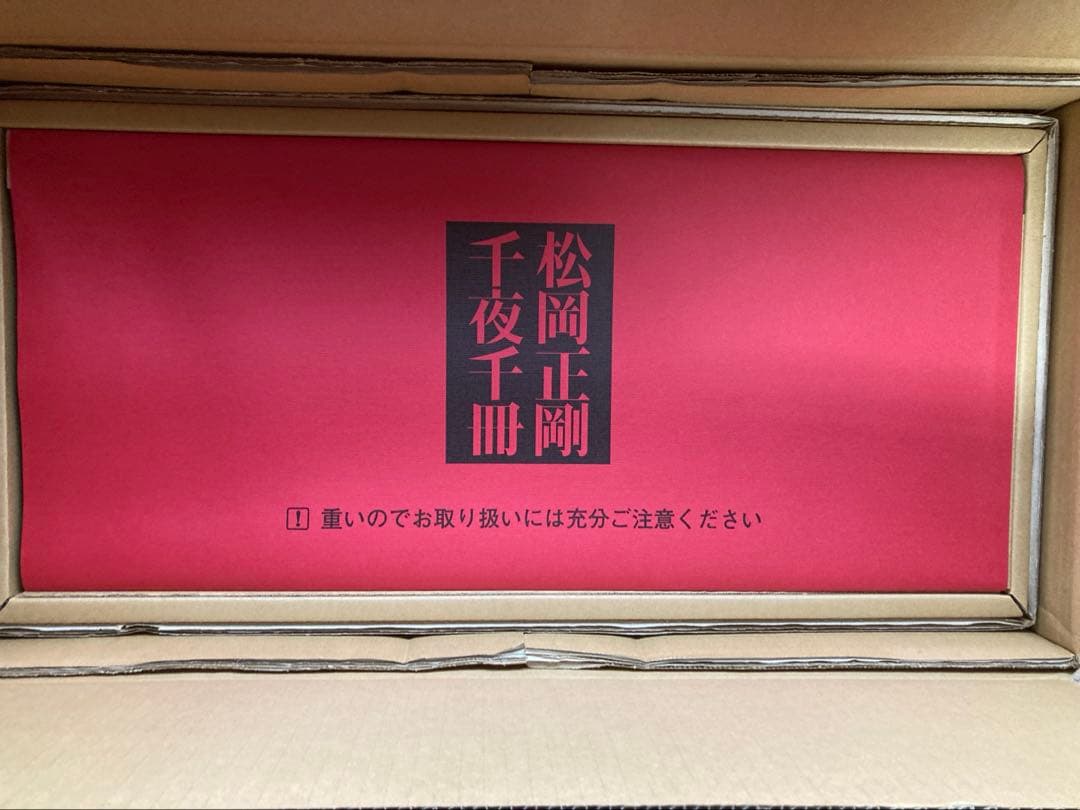 松岡正剛
千夜千冊
! 重いのでお取り扱いには充分ご注意ください